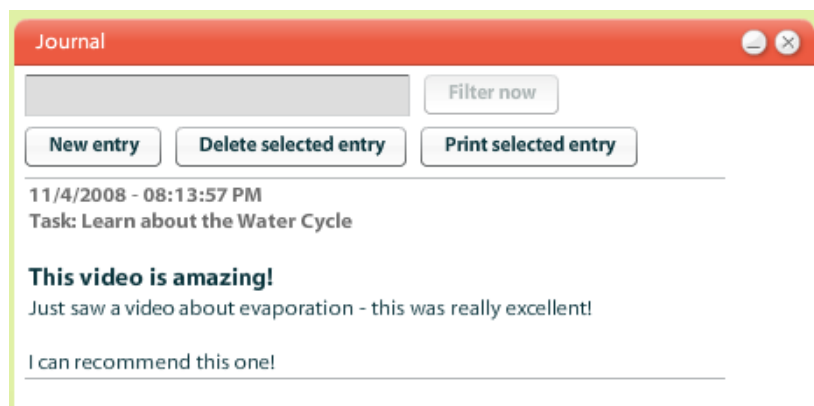 Journal
Filter now
New entry Delete selected entry Print selected entry
11/4/2008 - 08:13:57 PM
Task: Learn about the Water Cycle
This video is amazing!
Just saw a video about evaporation - this was really excellent!
I can recommend this one!